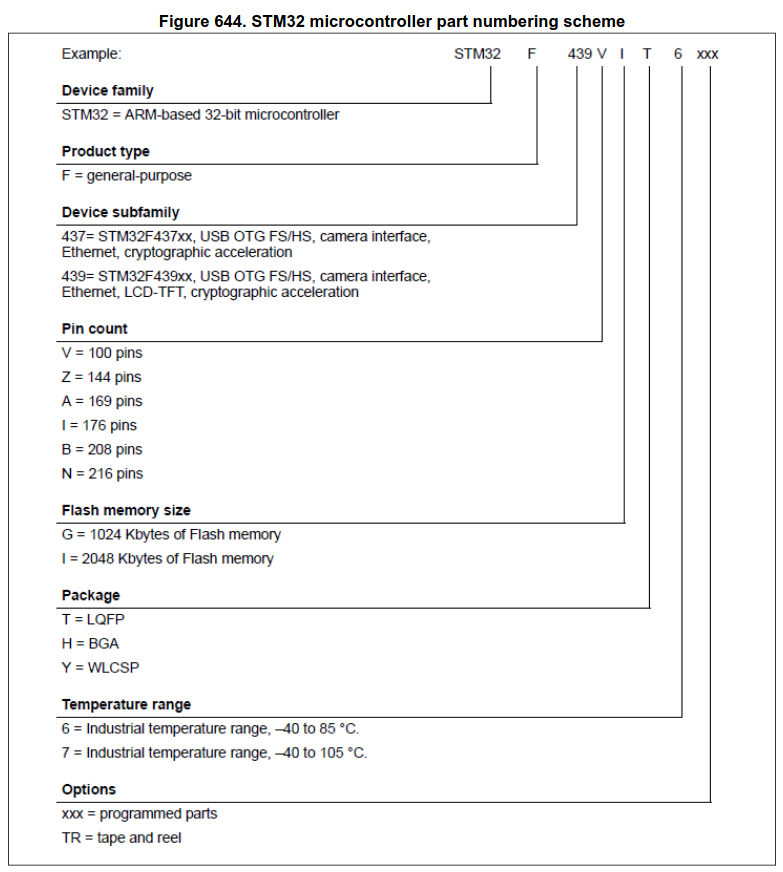 Figure 644. STM32 microcontroller part numbering scheme
Example: STM32 F 439 V I T 6 xxx
Device family
STM32 = ARM-based 32-bit microcontroller
Product type
F = general-purpose
Device subfamily
437= STM32F437xx, USB OTG FS/HS, camera interface,
Ethernet, cryptographic acceleration
439= STM32F439xx, USB OTG FS/HS, camera interface,
Ethernet, LCD-TFT, cryptographic acceleration
Pin count
V = 100 pins
Z = 144 pins
A = 169 pins
I = 176 pins
B = 208 pins
N = 216 pins
Flash memory size
G = 1024 Kbytes of Flash memory
I = 2048 Kbytes of Flash memory
Package
T = LQFP
H = BGA
Y = WLCSP
Temperature range
6 = Industrial temperature range, –40 to 85 °C.
7 = Industrial temperature range, –40 to 105 °C.
Options
xxx = programmed parts
TR = tape and reel